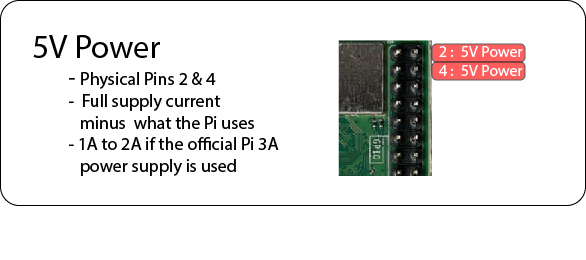 5V Power
- Physical Pins 2 & 4
- Full supply current
minus what the Pi uses
- 1A to 2A if the official Pi 3A
power supply is used
2 : 5V Power
4 : 5V Power
GPIO